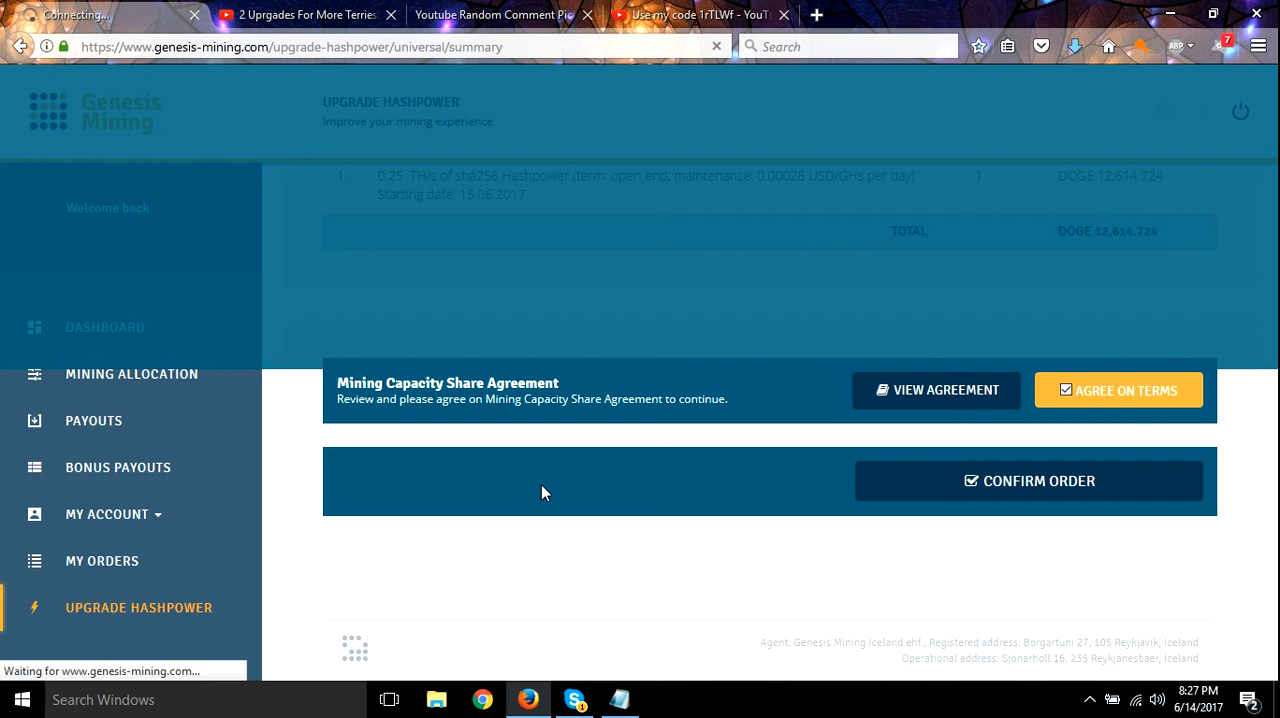 Connecting...
2 Uprgades For More Terries
Youtube Random Comment Pic
Use my code 1rTLWf - YouT
https://www.genesis-mining.com/upgrade-hashpower/universal/summary
Search
ABP
7
Genesis
Mining
UPGRADE HASHPOWER
Improve your mining experience
Welcome back
1. 0.25 TH/s of sha256 Hashpower (term: open end; maintenance: 0.00028 USD/GHs per day) 1 DOGE 12,614.724
Starting date: 15.06.2017
TOTAL DOGE 12,614.724
DASHBOARD
MINING ALLOCATION
PAYOUTS
BONUS PAYOUTS
MY ACCOUNT
MY ORDERS
UPGRADE HASHPOWER
Mining Capacity Share Agreement
Review and please agree on Mining Capacity Share Agreement to continue.
VIEW AGREEMENT
AGREE ON TERMS
CONFIRM ORDER
Agent: Genesis Mining Iceland ehf., Registered address: Borgartuni 27, 105 Reykjavik, Iceland
Operational address: Sjonarholl 16, 235 Reykjanesbaer, Iceland
Waiting for www.genesis-mining.com...
Search Windows
1
8:27 PM
6/14/2017
2